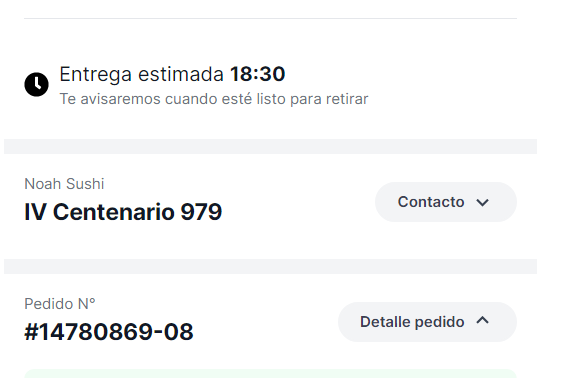 Entrega estimada 18:30
Te avisaremos cuando esté listo para retirar
Noah Sushi
IV Centenario 979
Contacto
Pedido N°
#14780869-08
Detalle pedido